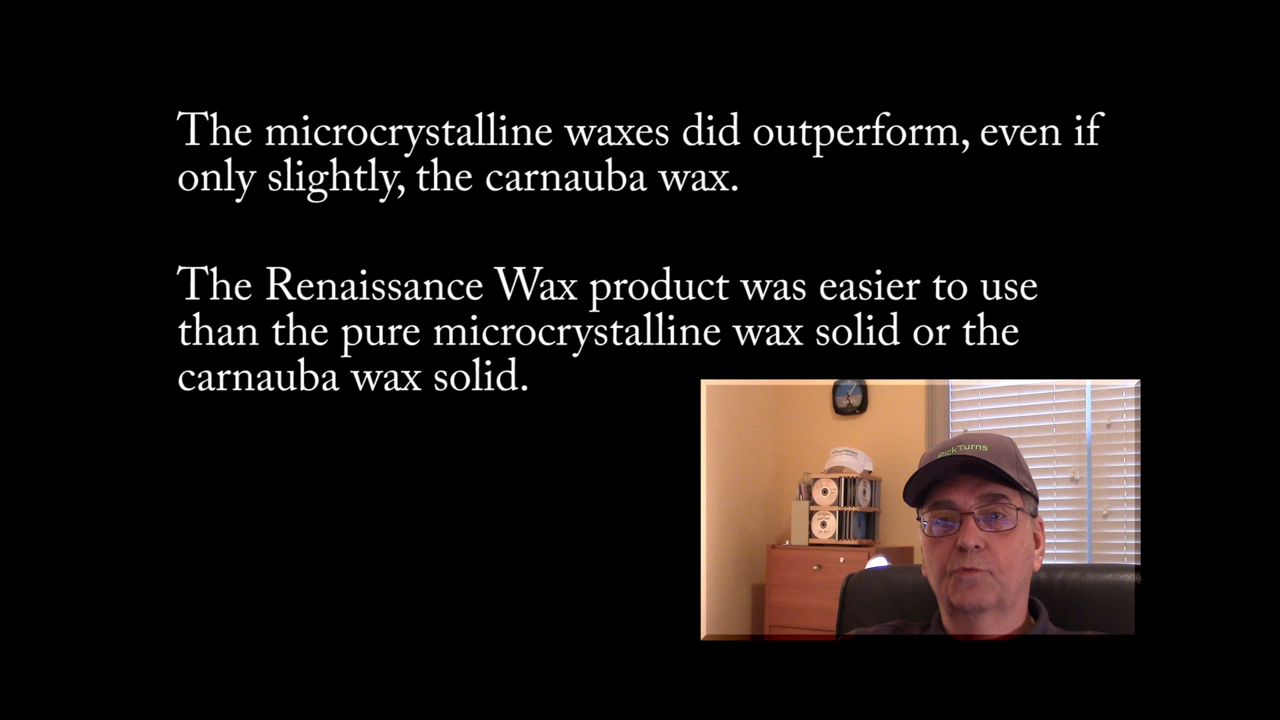 The microcrystalline waxes did outperform, even if
only slightly, the carnauba wax.
The Renaissance Wax product was easier to use
than the pure microcrystalline wax solid or the
carnauba wax solid.
RickTurns